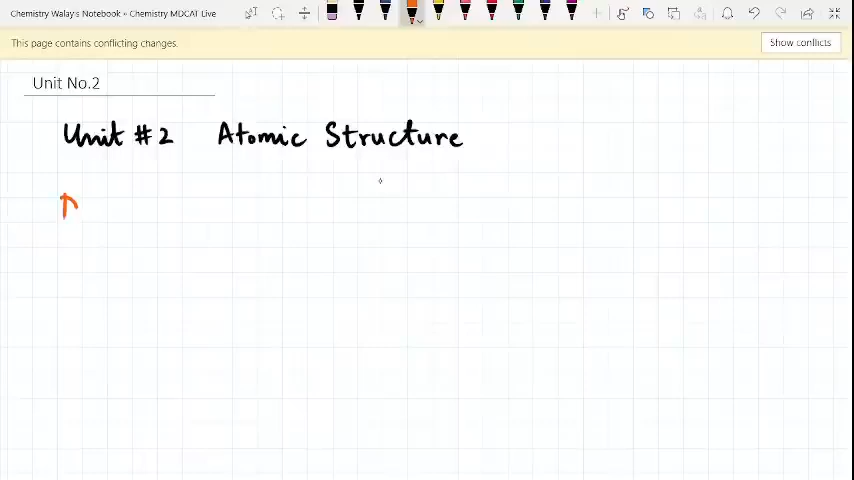 Chemistry Walay's Notebook » Chemistry MDCAT Live
This page contains conflicting changes.
Show conflicts
Unit No.2
Unit #2 Atomic Structure